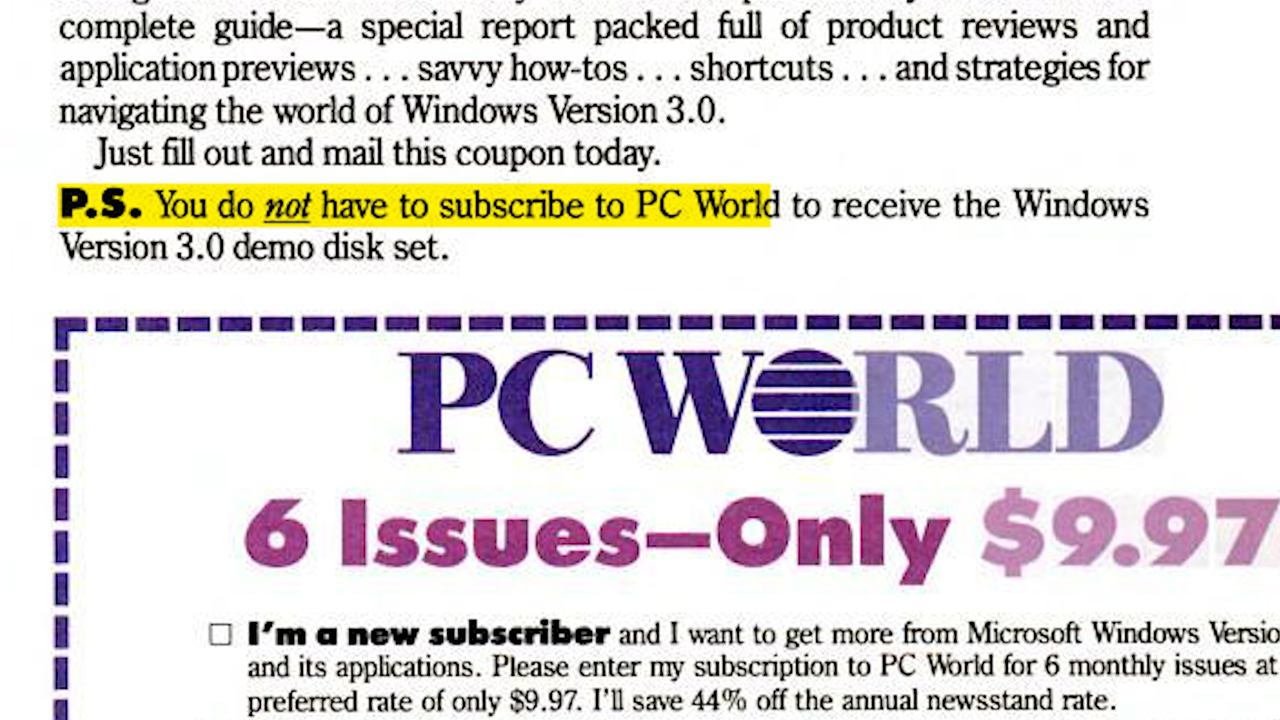 complete guide—a special report packed full of product reviews and
application previews . . . savvy how-tos . . . shortcuts . . . and strategies for
navigating the world of Windows Version 3.0.
Just fill out and mail this coupon today.
P.S. You do not have to subscribe to PC World to receive the Windows
Version 3.0 demo disk set.
PC WORLD
6 Issues—Only $9.97
I'm a new subscriber and I want to get more from Microsoft Windows Versio
and its applications. Please enter my subscription to PC World for 6 monthly issues at
preferred rate of only $9.97. I'll save 44% off the annual newsstand rate.